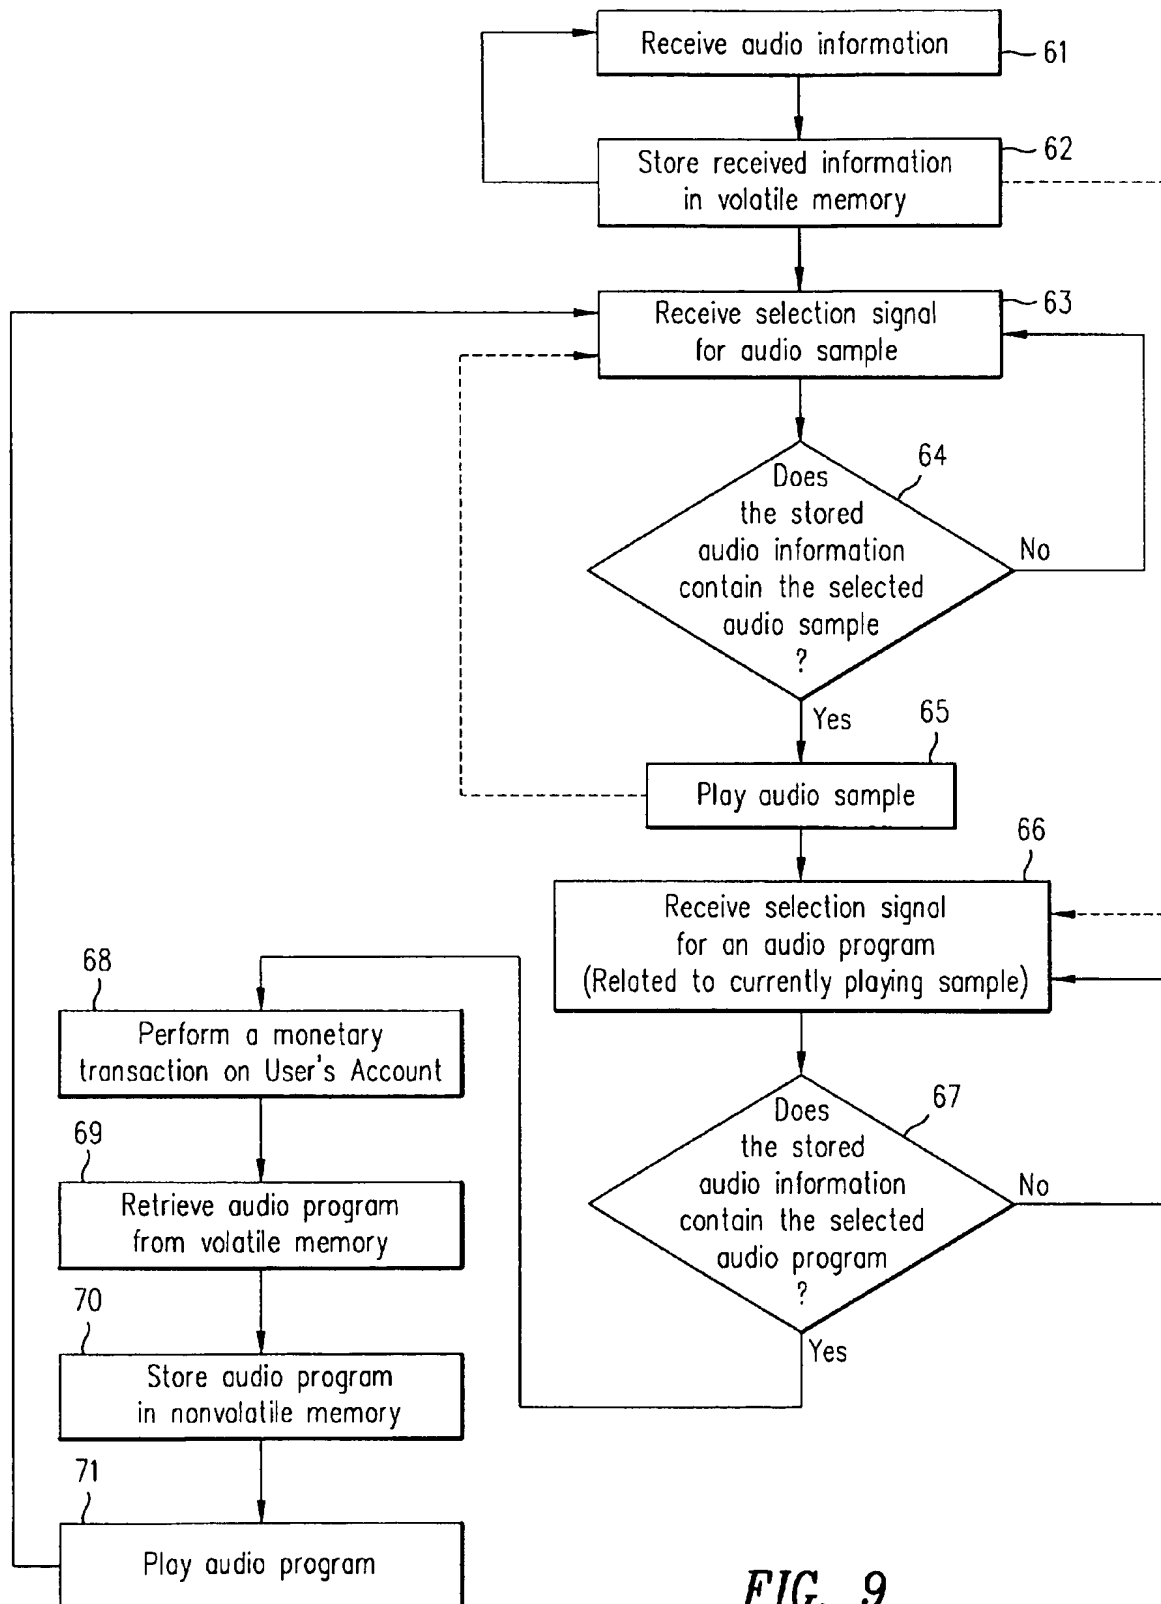 Receive audio information
61
Store received information
in volatile memory
62
Receive selection signal
for audio sample
63
64
Does
the stored
audio information
contain the selected
audio sample
?
No
Yes
65
Play audio sample
66
Receive selection signal
for an audio program
(Related to currently playing sample)
67
Does
the stored
audio information
contain the selected
audio program
?
No
Yes
68
Perform a monetary
transaction on User's Account
69
Retrieve audio program
from volatile memory
70
Store audio program
in nonvolatile memory
71
Play audio program
FIG. 9